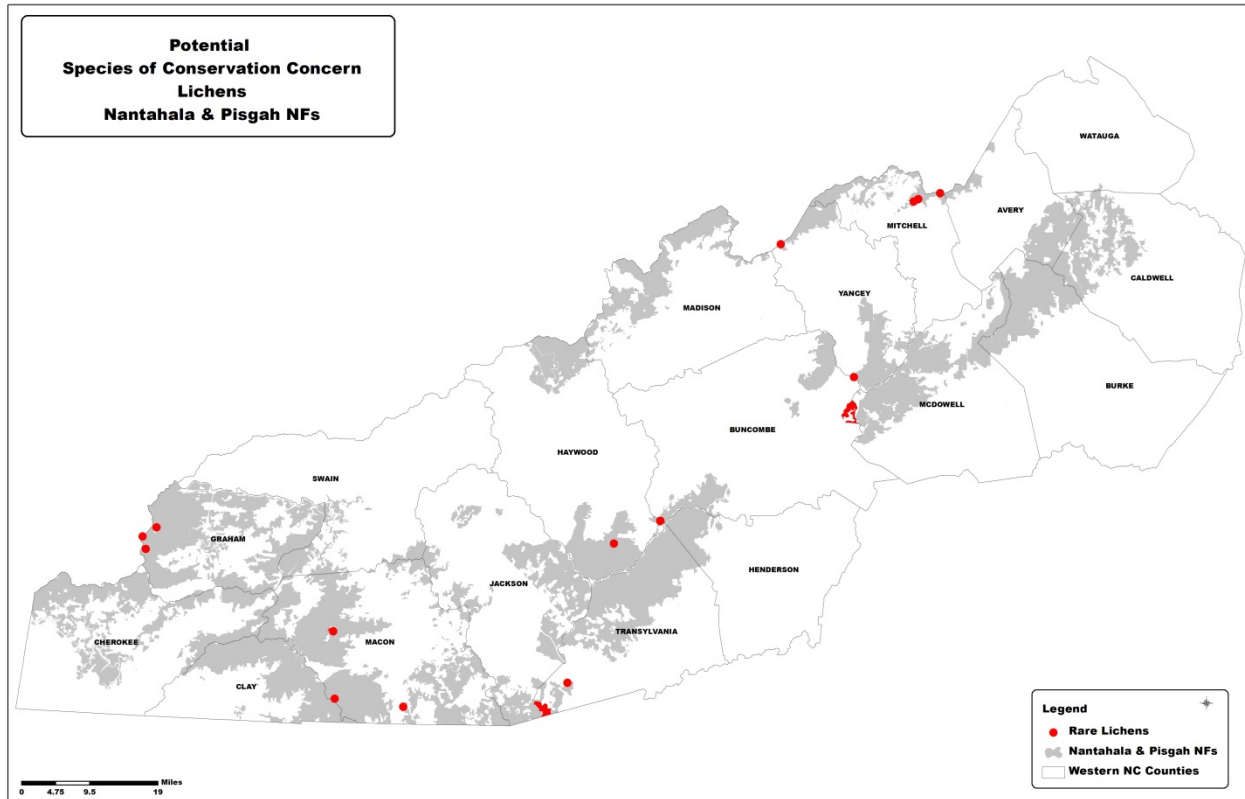 Potential
Species of Conservation Concern
Lichens
Nantahala & Pisgah NFs
WATAUGA
AVERY
MITCHELL
CALDWELL
YANCEY
MADISON
BURKE
MCDOWELL
BUNCOMBE
HAYWOOD
SWAIN
GRAHAM
HENDERSON
JACKSON
TRANSYLVANIA
CHEROKEE
MACON
CLAY
Legend
Rare Lichens
Nantahala & Pisgah NFs
Western NC Counties
Miles
0 4.75 9.5 19